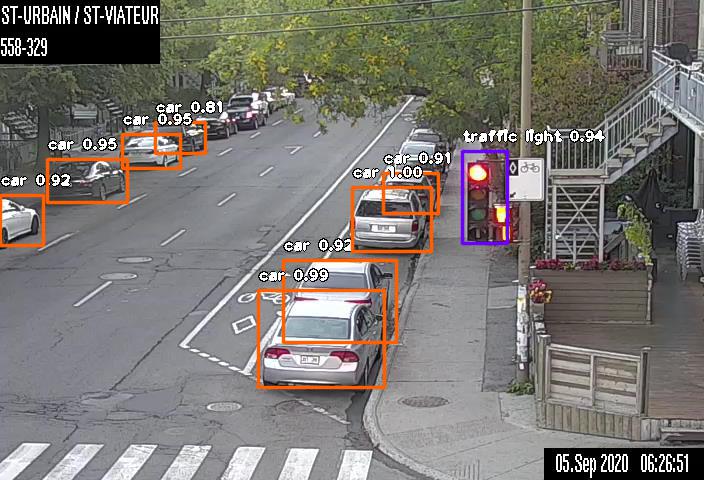 ST-URBAIN / ST-VIATEUR
558-329
car 0.81
car 0.95
car 0.95
car 0.92
traffic light 0.94
car 0.91
car 1.00
car 0.92
car 0.99
05.Sep 2020 06:26:51